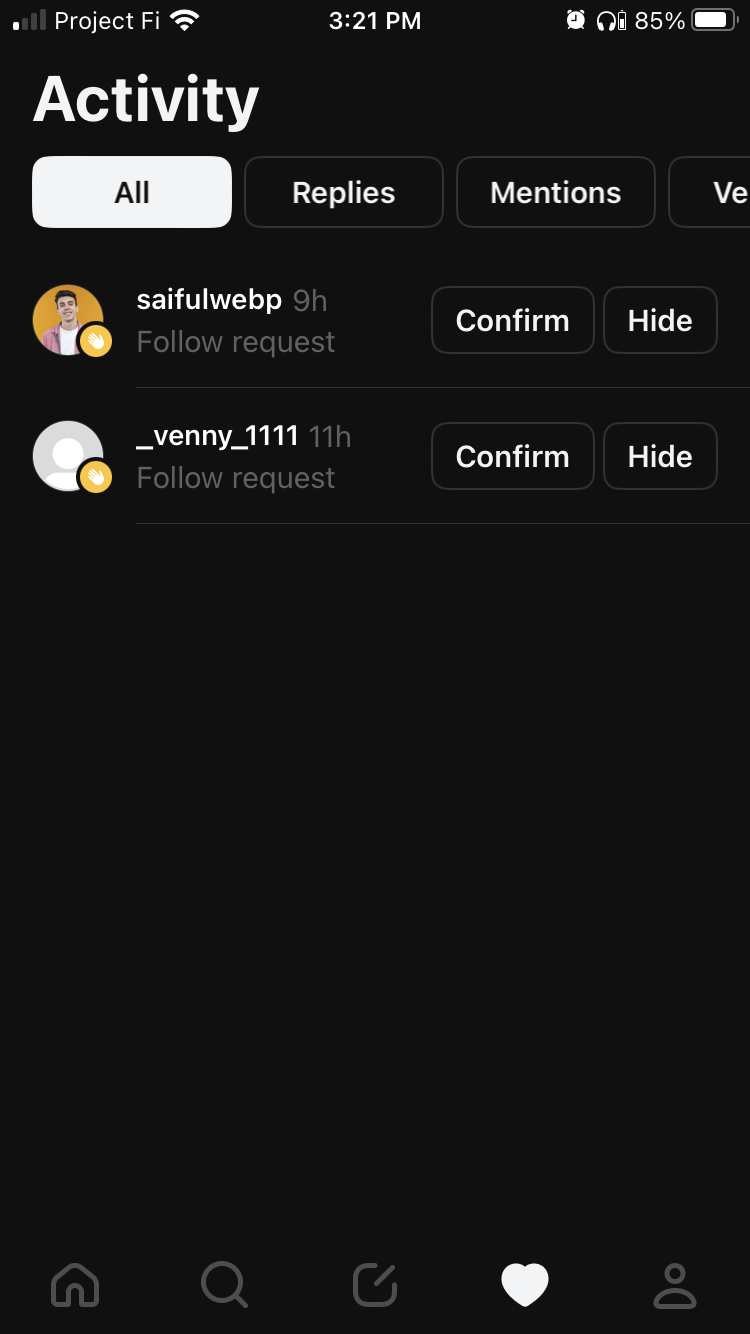 Project Fi 3:21 PM 85%
Activity
All Replies Mentions Ve
saifulwebp 9h
Follow request
Confirm Hide
_venny_1111 11h
Follow request
Confirm Hide